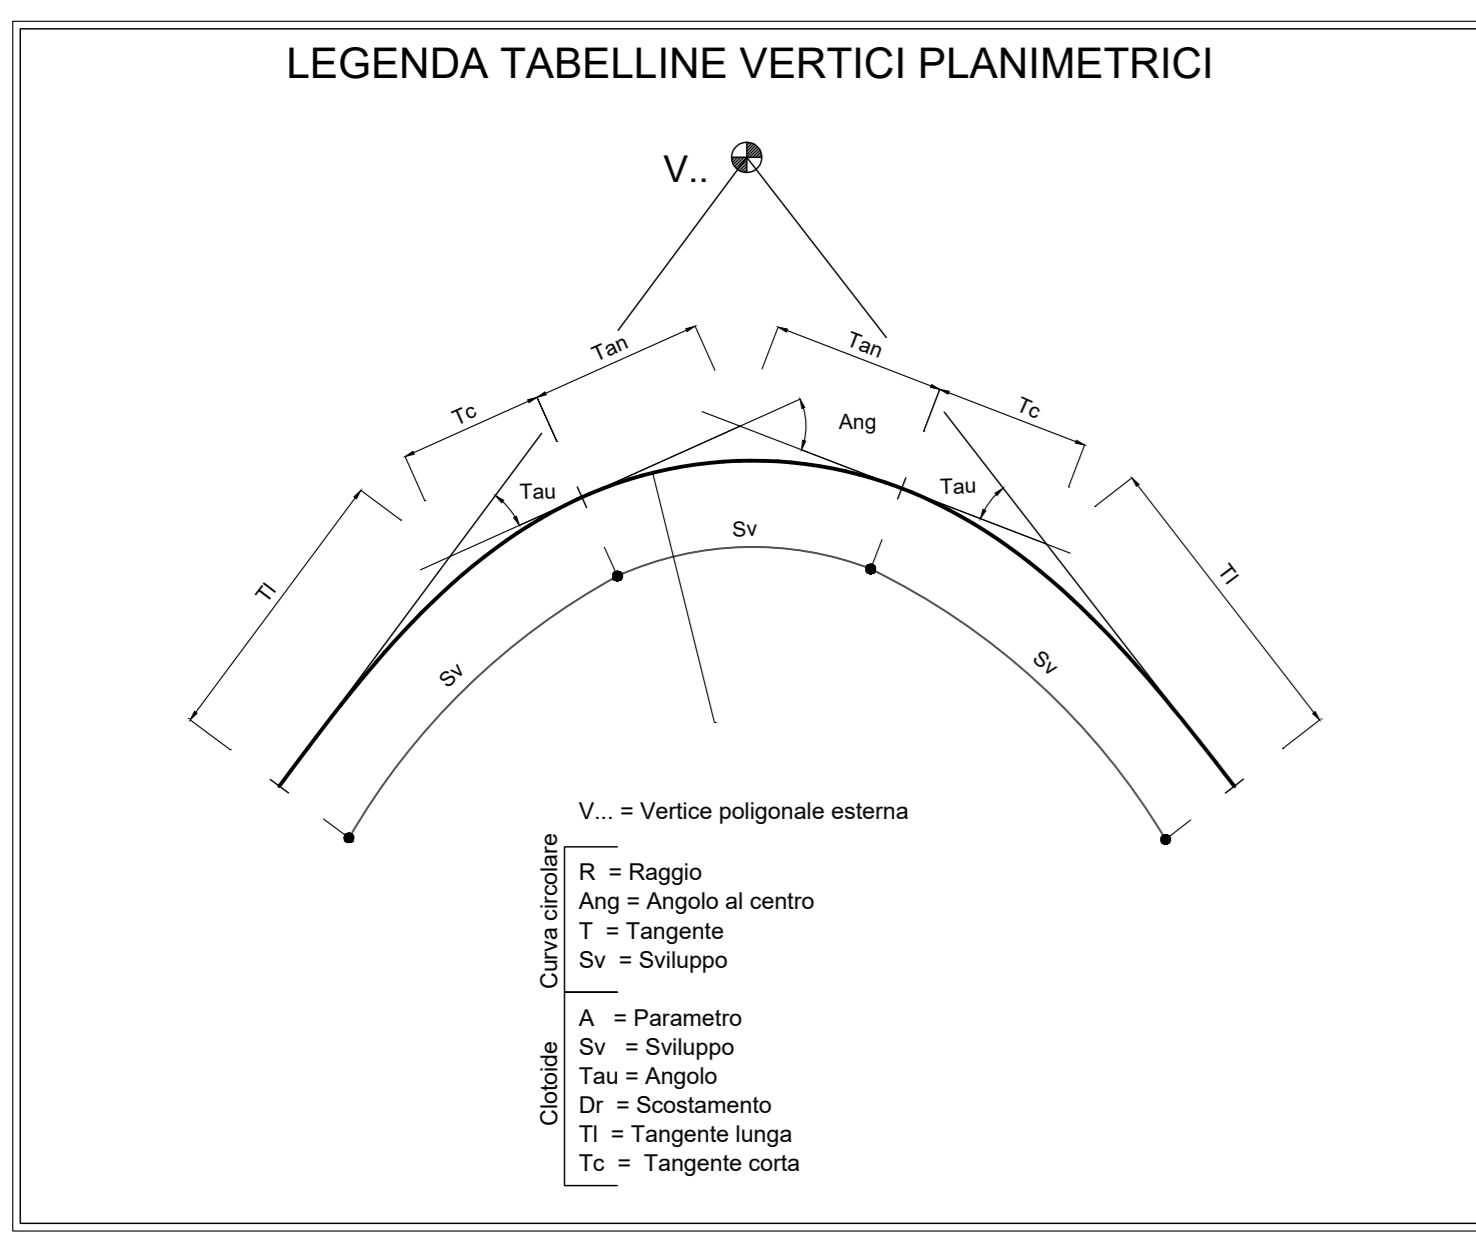 LEGENDA TABELLINE VERTICI PLANIMETRICI
V..
Tan
Tan
Tc
Tc
Ang
Tau
Tau
Sv
Tl
Tl
Sv
Sv
V... = Vertice poligonale esterna
Curva circolare
R = Raggio
Ang = Angolo al centro
T = Tangente
Sv = Sviluppo
Clotoide
A = Parametro
Sv = Sviluppo
Tau = Angolo
Dr = Scostamento
Tl = Tangente lunga
Tc = Tangente corta